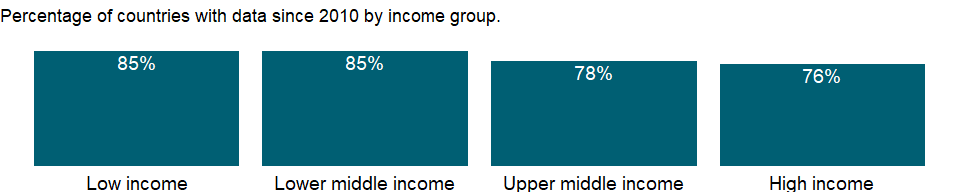 Percentage of countries with data since 2010 by income group.
85% 85% 78% 76%
Low income Lower middle income Upper middle income High income